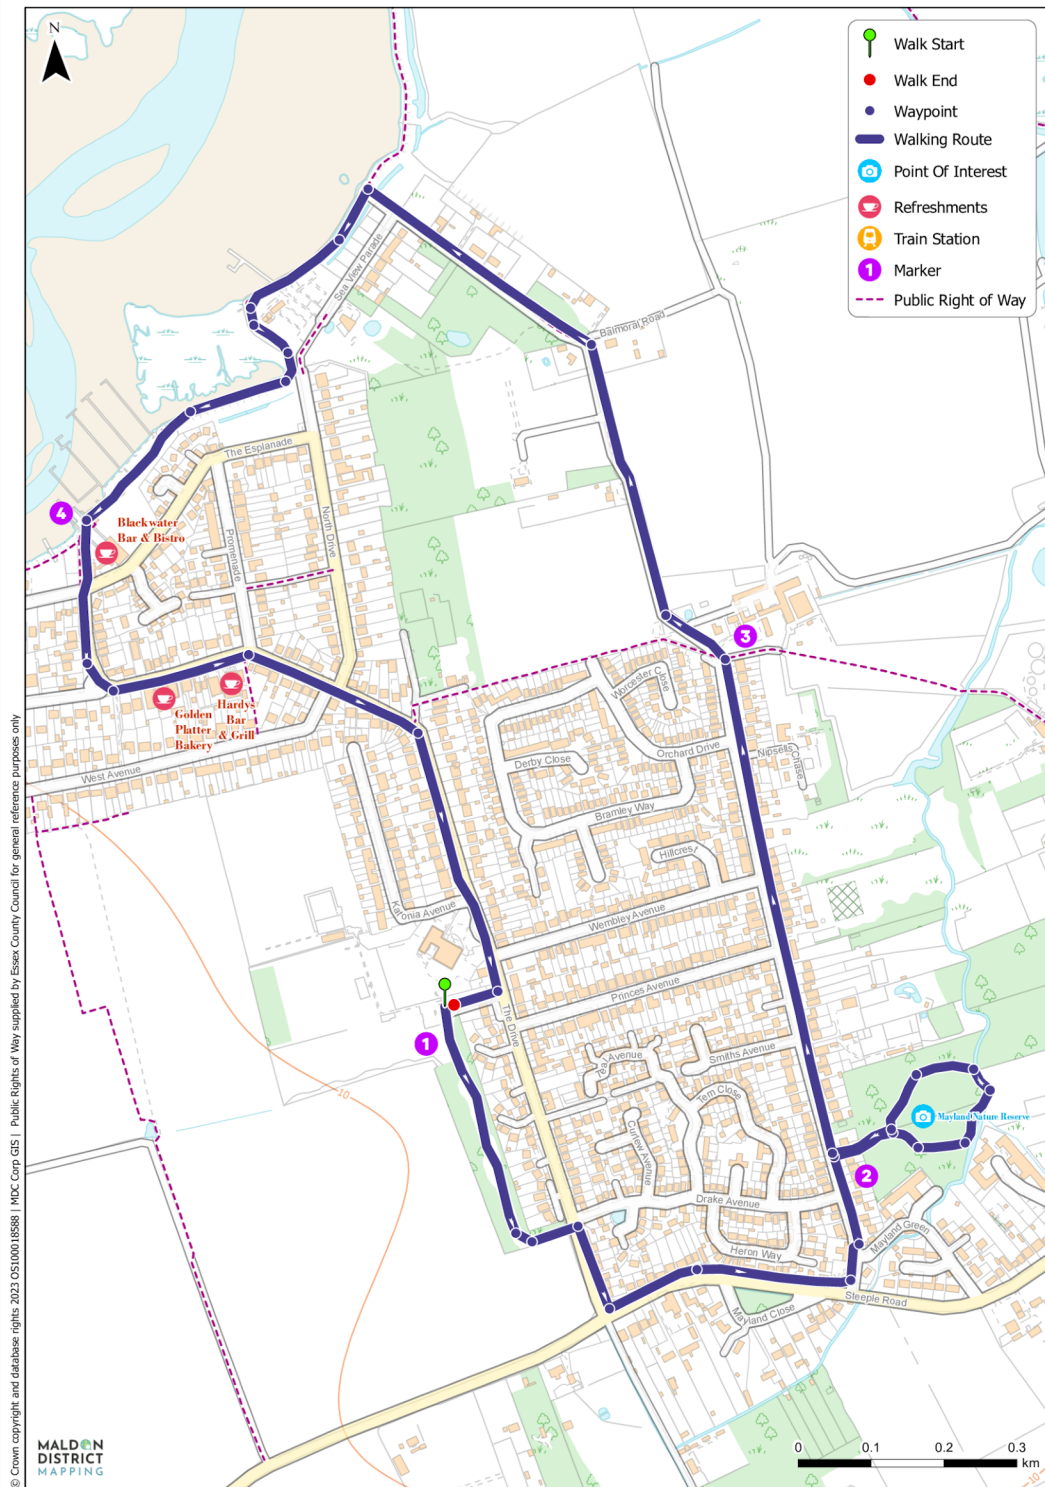 N
Walk Start
Walk End
Waypoint
Walking Route
Point Of Interest
Refreshments
Train Station
1
Marker
Public Right of Way
Sea View Parade
Balmoral Road
The Esplanade
North Drive
Promenade
4
Blackwater
Bar & Bistro
3
Worcester Close
Hardys
Bar
& Grill
Golden
Platter
Bakery
West Avenue
Orchard Drive
Nipsells Chase
Derby Close
Bramley Way
Hillcres
Katonia Avenue
Wembley Avenue
Princes Avenue
The Drive
1
Smiths Avenue
Teal Avenue
Tern Close
10
Curlew Avenue
Mayland Nature Reserve
2
Drake Avenue
Mayland Green
Heron Way
Steeple Road
Mayland Close
MALDON
DISTRICT
MAPPING
0 0.1 0.2 0.3
km
10
© Crown copyright and database rights 2023 OS100018588 | MDC Corp GIS | Public Rights of Way supplied by Essex County Council for general reference purposes only